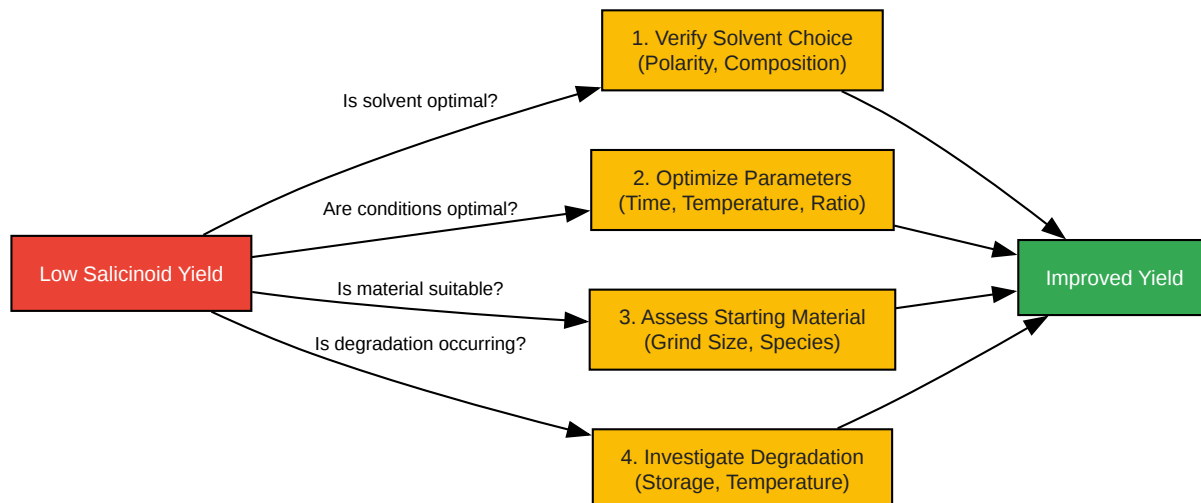 1. Verify Solvent Choice
(Polarity, Composition)
Is solvent optimal?
2. Optimize Parameters
(Time, Temperature, Ratio)
Are conditions optimal?
Low Salicinoid Yield
Improved Yield
Is material suitable?
3. Assess Starting Material
(Grind Size, Species)
Is degradation occurring?
4. Investigate Degradation
(Storage, Temperature)